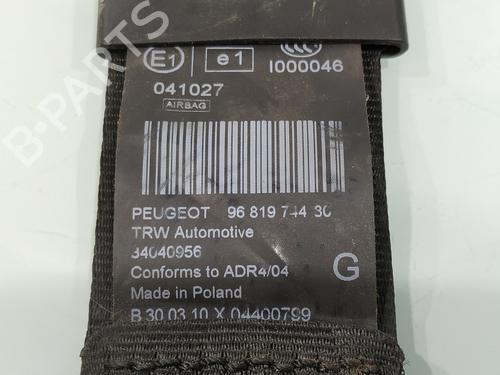 E1 e1 CCC I000046
041027
AIRBAG
PEUGEOT 96 819 744 30
TRW Automotive
34040956
Conforms to ADR4/04
G
Made in Poland
B 30 03 10 X 04400799
B-PARTS